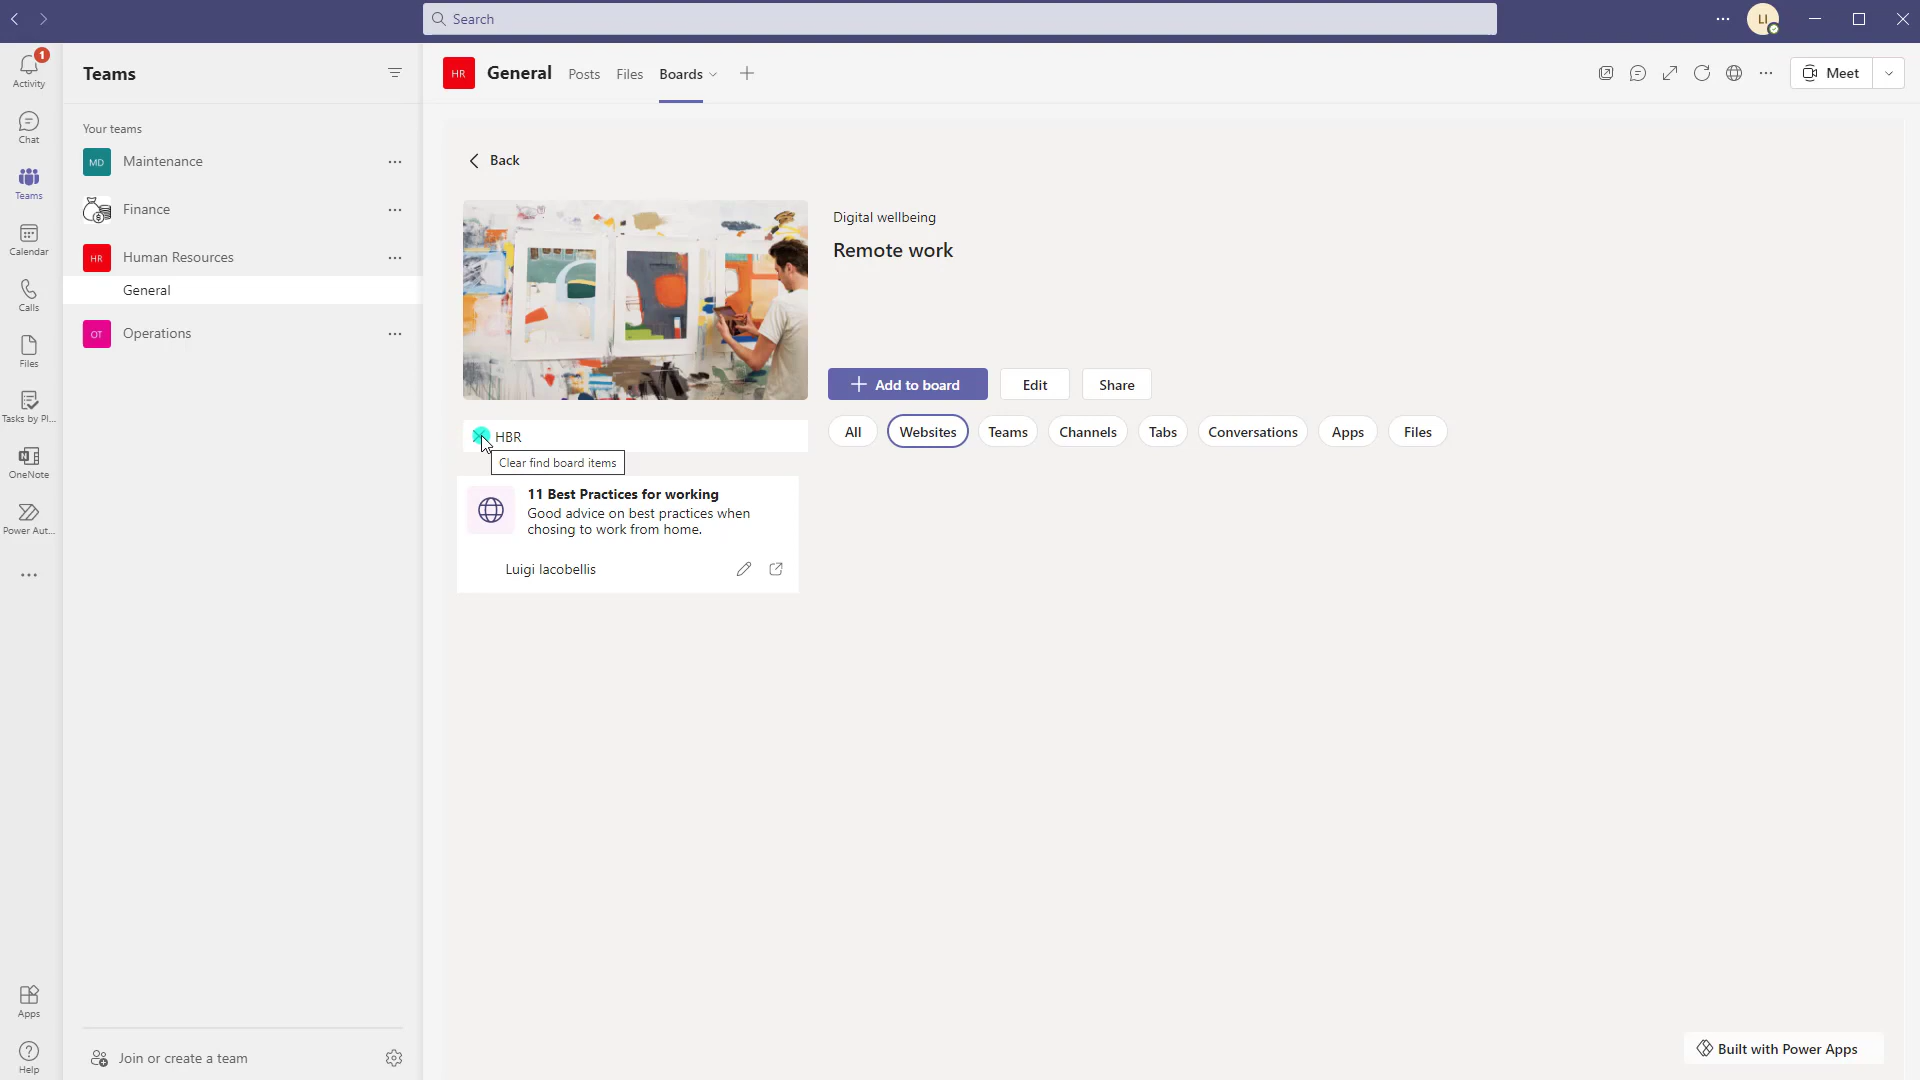 Search
LI
1
Activity
Chat
Teams
Calendar
Calls
Files
Tasks by Pl...
OneNote
Power Aut...
Apps
Help
Teams
Your teams
MD Maintenance
Finance
HR Human Resources
General
OT Operations
Join or create a team
HR General Posts Files Boards
Meet
Back
Digital wellbeing
Remote work
Add to board Edit Share
HBR
Clear find board items
All Websites Teams Channels Tabs Conversations Apps Files
11 Best Practices for working
Good advice on best practices when
chosing to work from home.
Luigi Iacobellis
Built with Power Apps